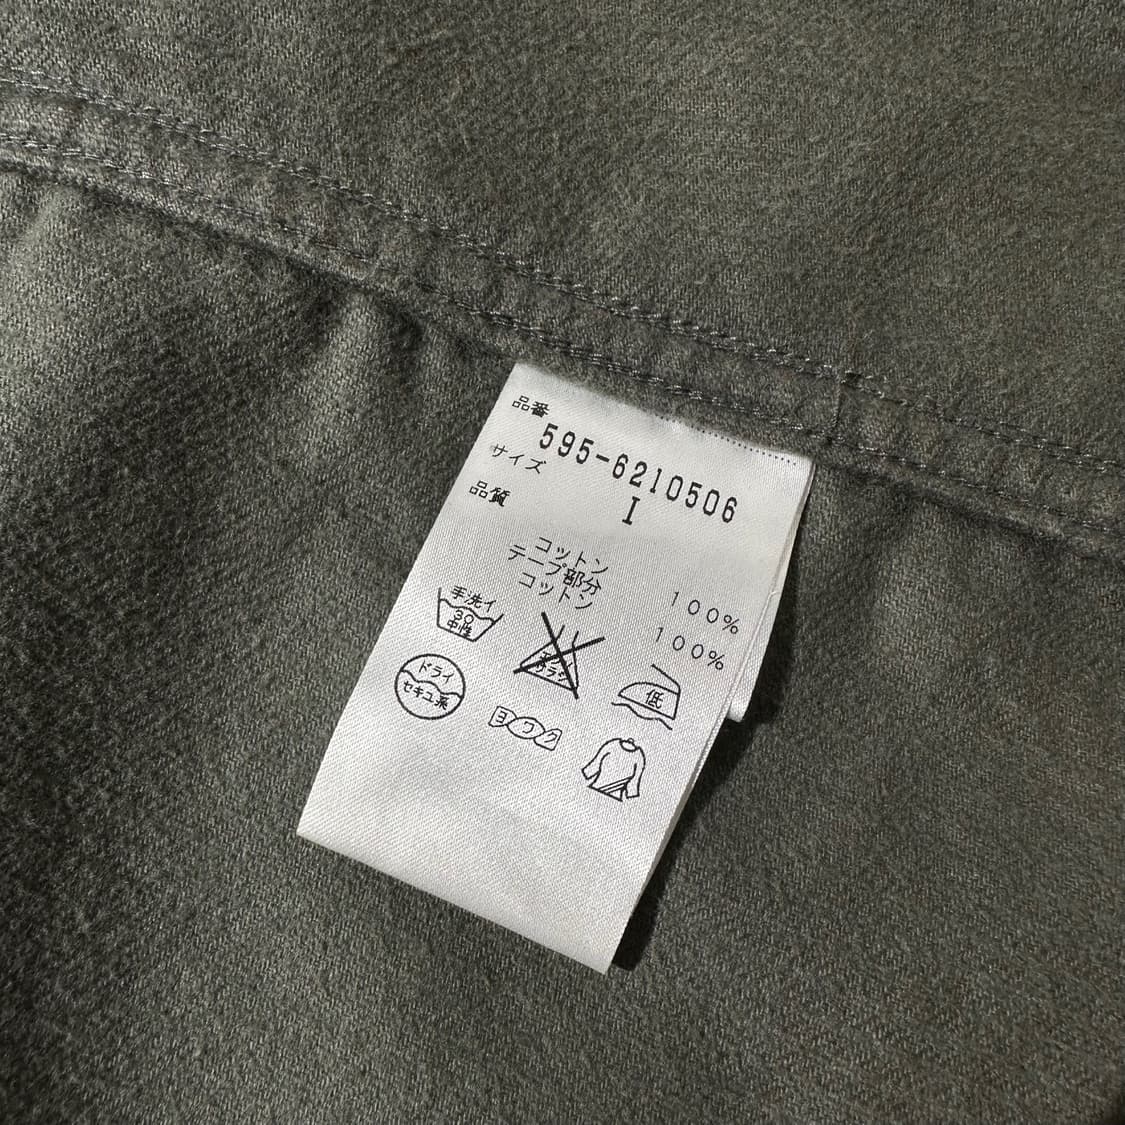 品番
595-6210506
サイズ
I
品質
コットン 100%
テープ部分
コットン 100%
手洗イ
30
中性
エンソ
サラシ
低
ドライ
セキユ系
ヨワク